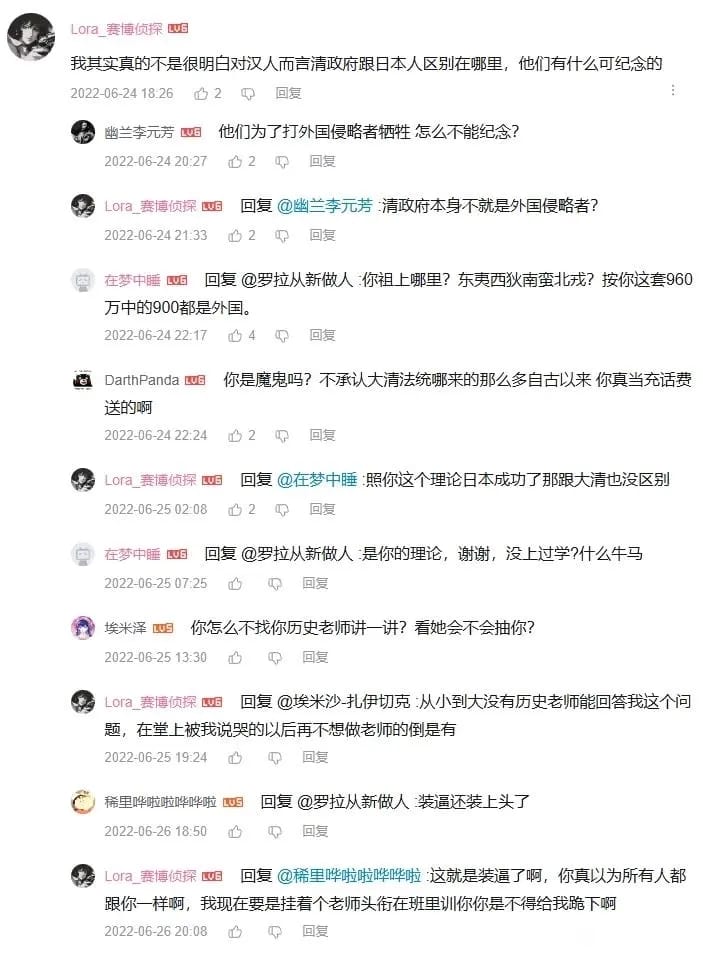 Lora_赛博侦探 LV6
我其实真的不是很明白对汉人而言清政府跟日本人区别在哪里，他们有什么可纪念的
2022-06-24 18:26 2 回复
幽兰李元芳 LV6 他们为了打外国侵略者牺牲 怎么不能纪念？
2022-06-24 20:27 2 回复
Lora_赛博侦探 LV6 回复 @幽兰李元芳 :清政府本身不就是外国侵略者？
2022-06-24 21:33 2 回复
在梦中睡 LV6 回复 @罗拉从新做人 :你祖上哪里？东夷西狄南蛮北戎？按你这套960
万中的900都是外国。
2022-06-24 22:17 4 回复
DarthPanda LV6 你是魔鬼吗？不承认大清法统哪来的那么多自古以来 你真当充话费
送的啊
2022-06-24 22:24 2 回复
Lora_赛博侦探 LV6 回复 @在梦中睡 :照你这个理论日本成功了那跟大清也没区别
2022-06-25 02:08 2 回复
在梦中睡 LV6 回复 @罗拉从新做人 :是你的理论，谢谢，没上过学?什么牛马
2022-06-25 07:25 回复
埃米泽 LV5 你怎么不找你历史老师讲一讲？看她会不会抽你？
2022-06-25 13:30 回复
Lora_赛博侦探 LV6 回复 @埃米沙-扎伊切克 :从小到大没有历史老师能回答我这个问
题，在堂上被我说哭的以后再不想做老师的倒是有
2022-06-25 19:24 回复
稀里哗啦啦哗哗啦 LV5 回复 @罗拉从新做人 :装逼还装上头了
2022-06-26 18:50 回复
Lora_赛博侦探 LV6 回复 @稀里哗啦啦哗哗啦 :这就是装逼了啊，你真以为所有人都
跟你一样啊，我现在要是挂着个老师头衔在班里训你你是不得给我跪下啊
2022-06-26 20:08 回复